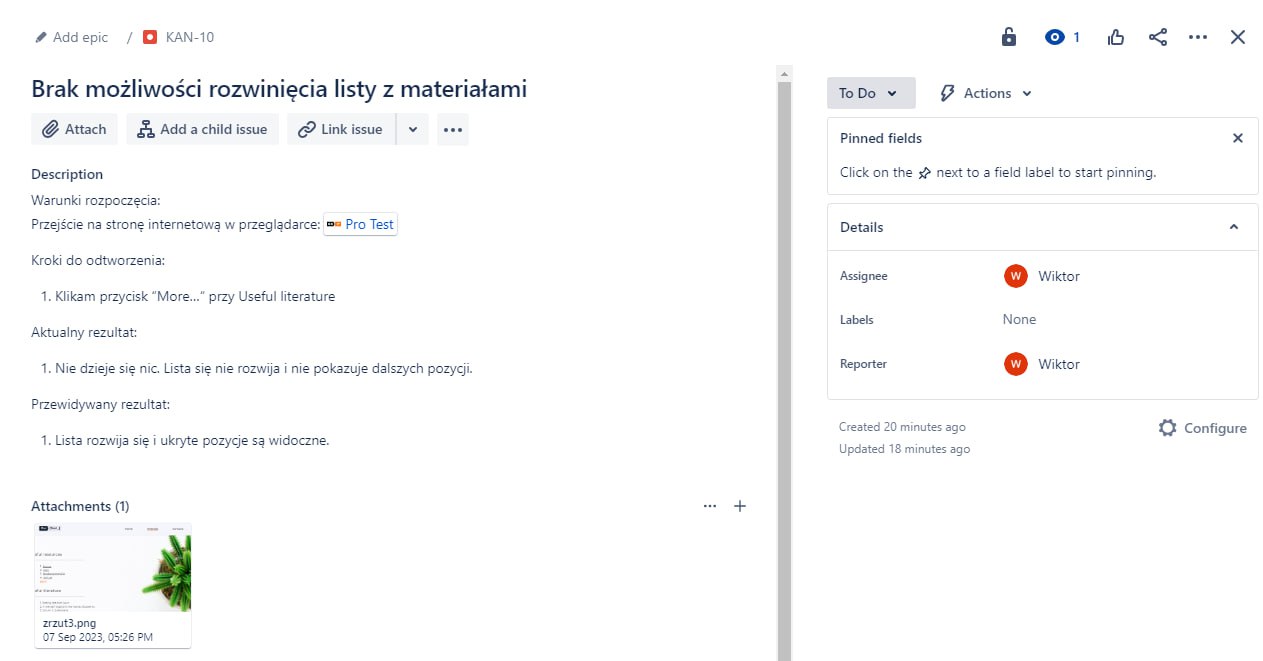 Add epic / KAN-10
1
Brak możliwości rozwinięcia listy z materiałami
Attach
Add a child issue
Link issue
Description
Warunki rozpoczęcia:
Przejście na stronę internetową w przeglądarce: Pro Test
Kroki do odtworzenia:
1. Klikam przycisk “More…“ przy Useful literature
Aktualny rezultat:
1. Nie dzieje się nic. Lista się nie rozwija i nie pokazuje dalszych pozycji.
Przewidywany rezultat:
1. Lista rozwija się i ukryte pozycje są widoczne.
Attachments (1)
zrzut3.png
07 Sep 2023, 05:26 PM
To Do
Actions
Pinned fields
Click on the next to a field label to start pinning.
Details
Assignee W Wiktor
Labels None
Reporter W Wiktor
Created 20 minutes ago
Configure
Updated 18 minutes ago